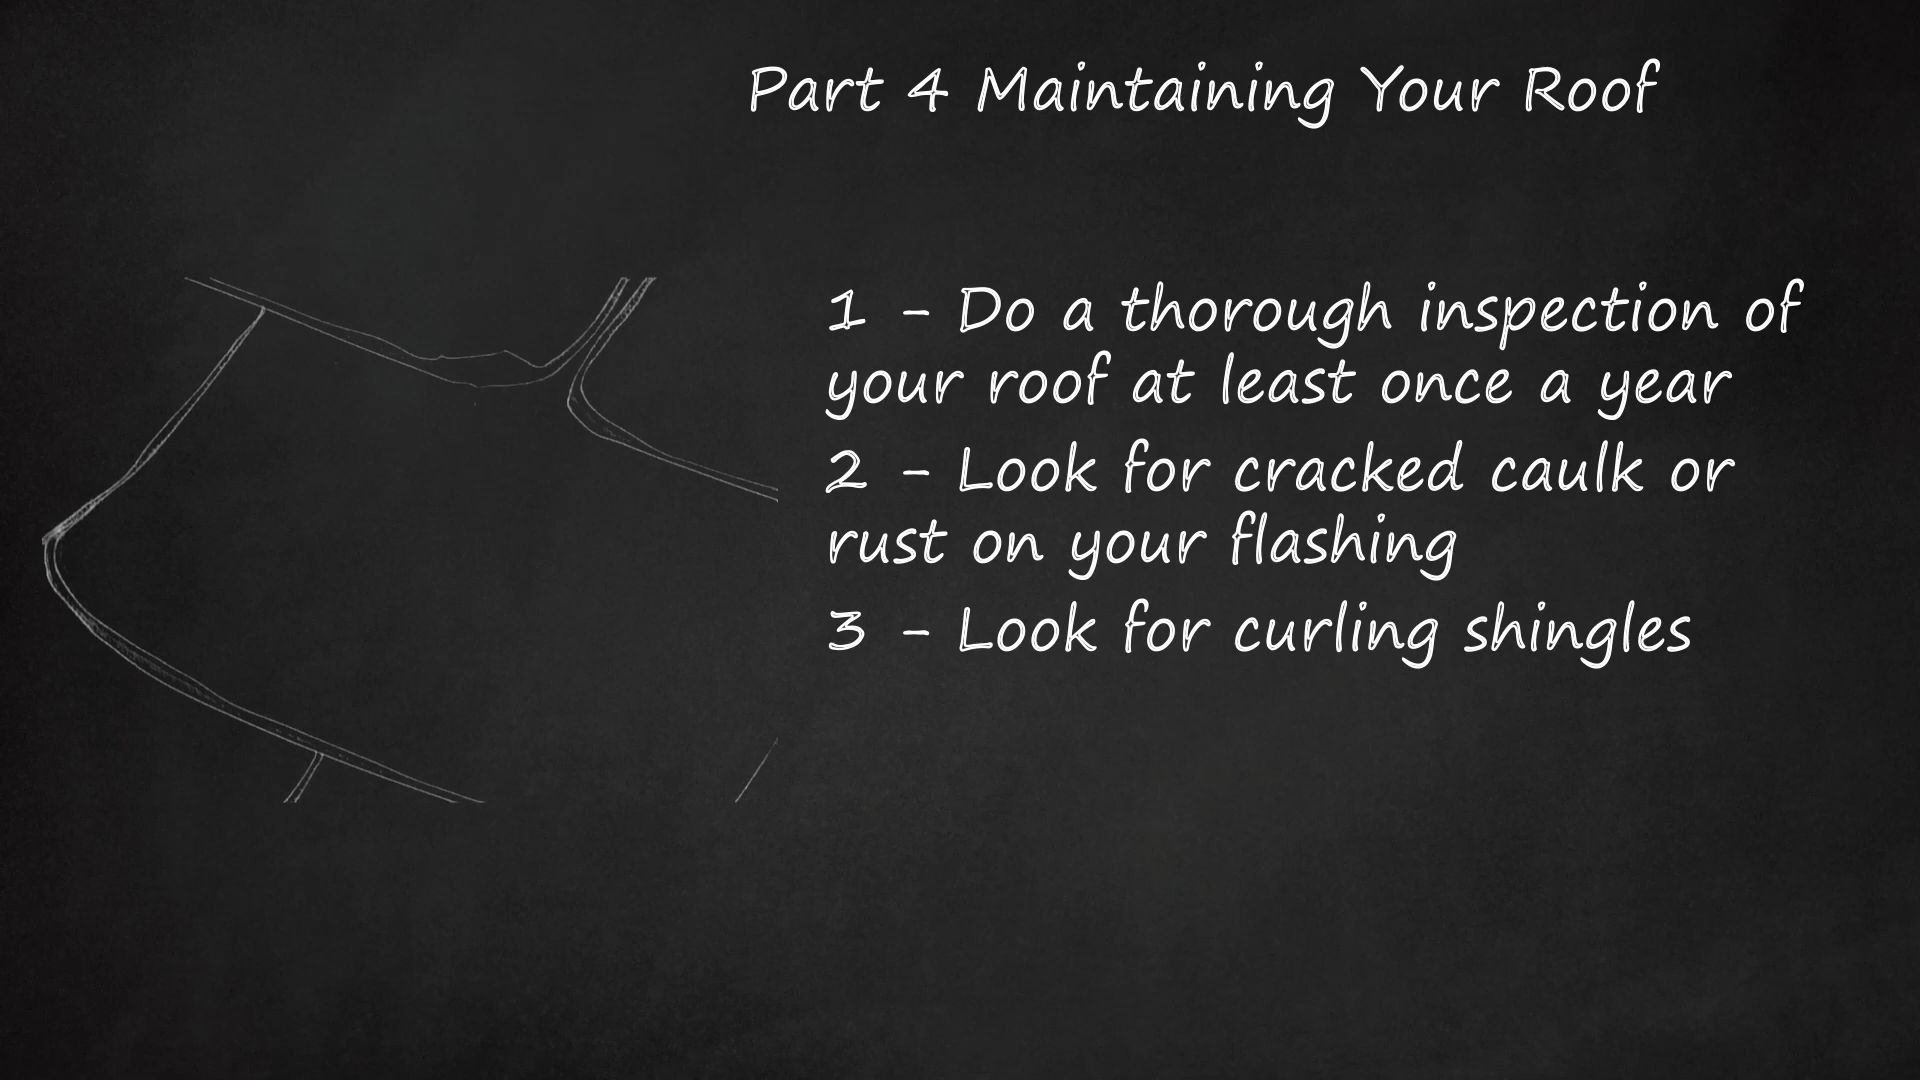 Part 4 Maintaining Your Roof
1 - Do a thorough inspection of
your roof at least once a year
2 - Look for cracked caulk or
rust on your flashing
3 - Look for curling shingles